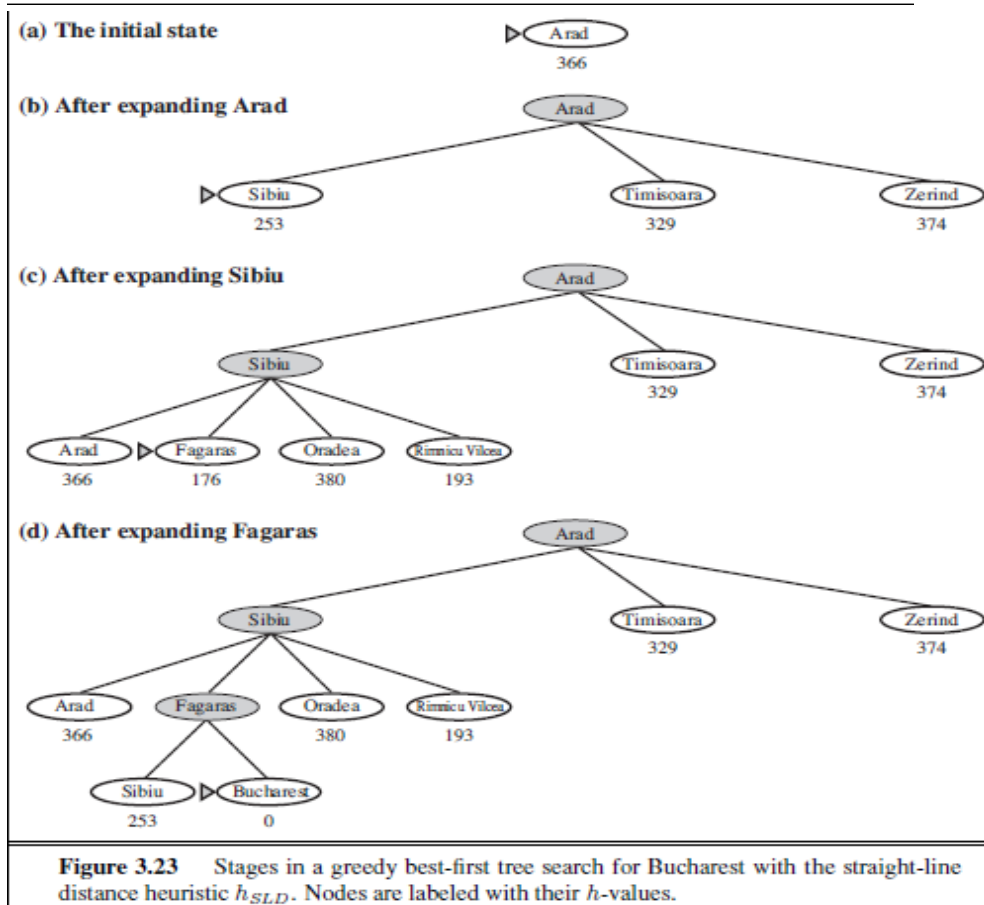 (a) The initial state
Arad
366
(b) After expanding Arad
Arad
Sibiu
Timisoara
Zerind
253
329
374
(c) After expanding Sibiu
Arad
Sibiu
Timisoara
Zerind
329
374
Arad
Fagaras
Oradea
Rimnicu Vilcea
366
176
380
193
(d) After expanding Fagaras
Arad
Sibiu
Timisoara
Zerind
329
374
Arad
Fagaras
Oradea
Rimnicu Vilcea
366
380
193
Sibiu
Bucharest
253
0
Figure 3.23 Stages in a greedy best-first tree search for Bucharest with the straight-line
distance heuristic hSLD. Nodes are labeled with their h-values.